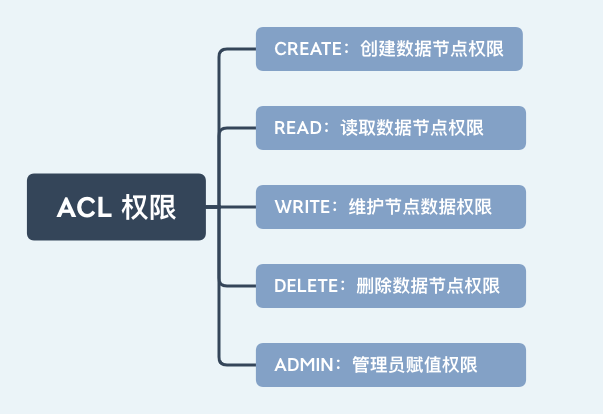 ACL 权限
CREATE：创建数据节点权限
READ：读取数据节点权限
WRITE：维护节点数据权限
DELETE：删除数据节点权限
ADMIN：管理员赋值权限